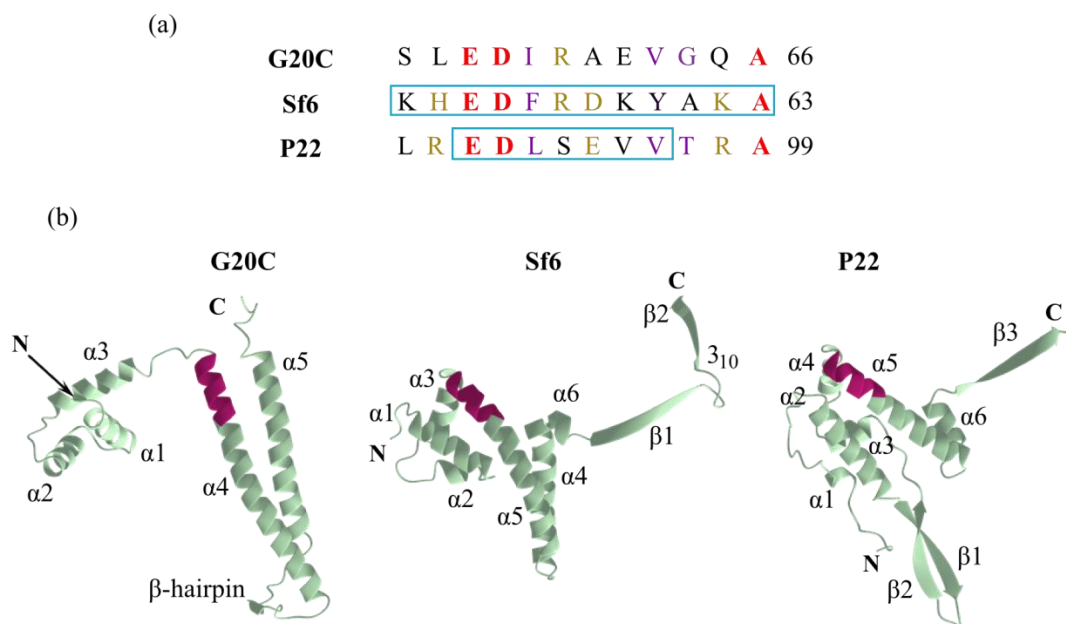 (a)
G20C S L E D I R A E V G Q A 66
Sf6 K H E D F R D K Y A K A 63
P22 L R E D L S E V V T R A 99
(b)
G20C Sf6 P22
C C C
N α3 α5 β2 β3
α3 α6 3₁₀ α4 α5
α1 α1 α2
N β1 α6
α2 α4 α2 α4 α3
α5 α1
β-hairpin N β1
β2